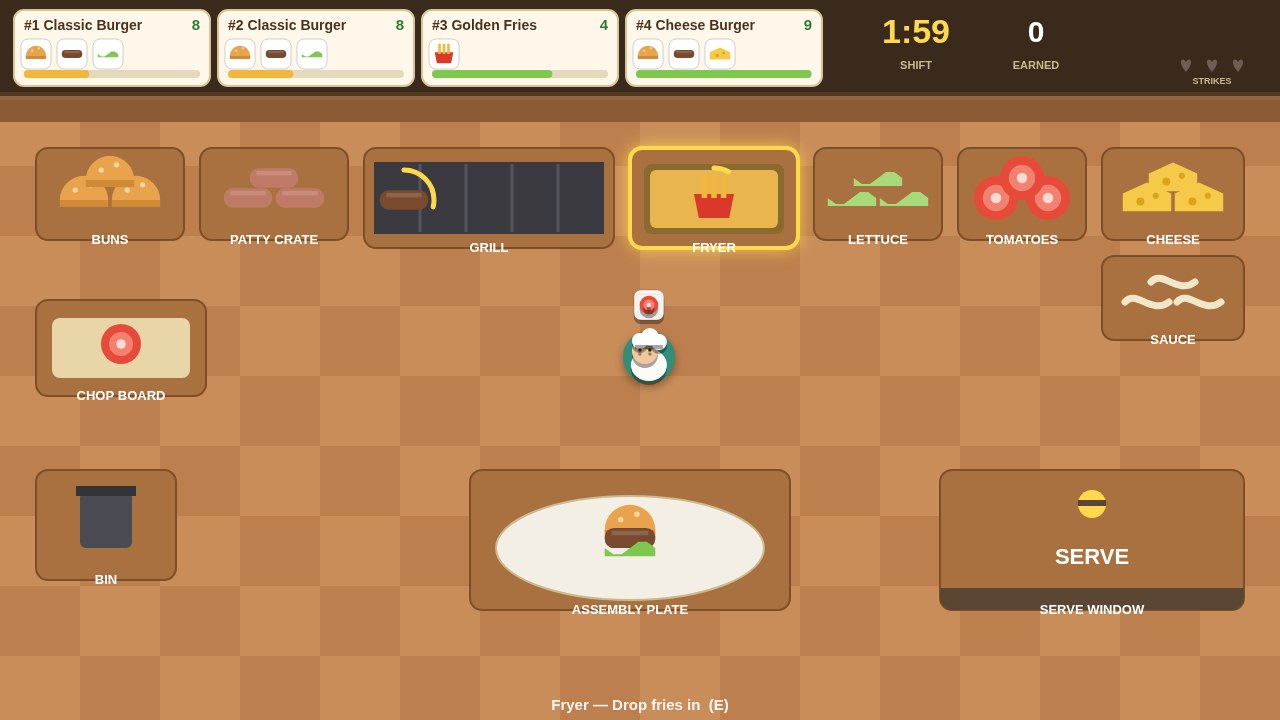 #1 Classic Burger 8
#2 Classic Burger 8
#3 Golden Fries 4
#4 Cheese Burger 9
1:59
SHIFT
0
EARNED
STRIKES
BUNS
PATTY CRATE
GRILL
FRYER
LETTUCE
TOMATOES
CHEESE
SAUCE
CHOP BOARD
BIN
ASSEMBLY PLATE
SERVE
SERVE WINDOW
Fryer — Drop fries in (E)